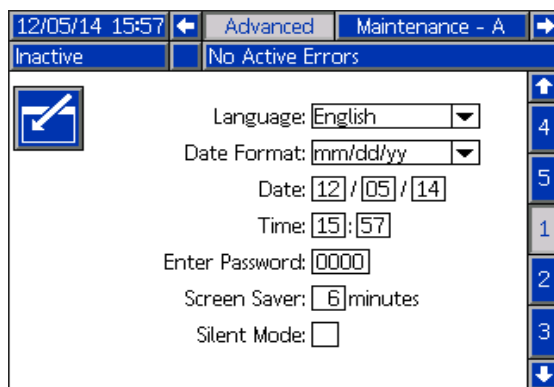 12/05/14 15:57 Advanced Maintenance - A
Inactive No Active Errors
Language: English
Date Format: mm/dd/yy
Date: 12 / 05 / 14
Time: 15:57
Enter Password: 0000
Screen Saver: 6 minutes
Silent Mode:
4
5
1
2
3